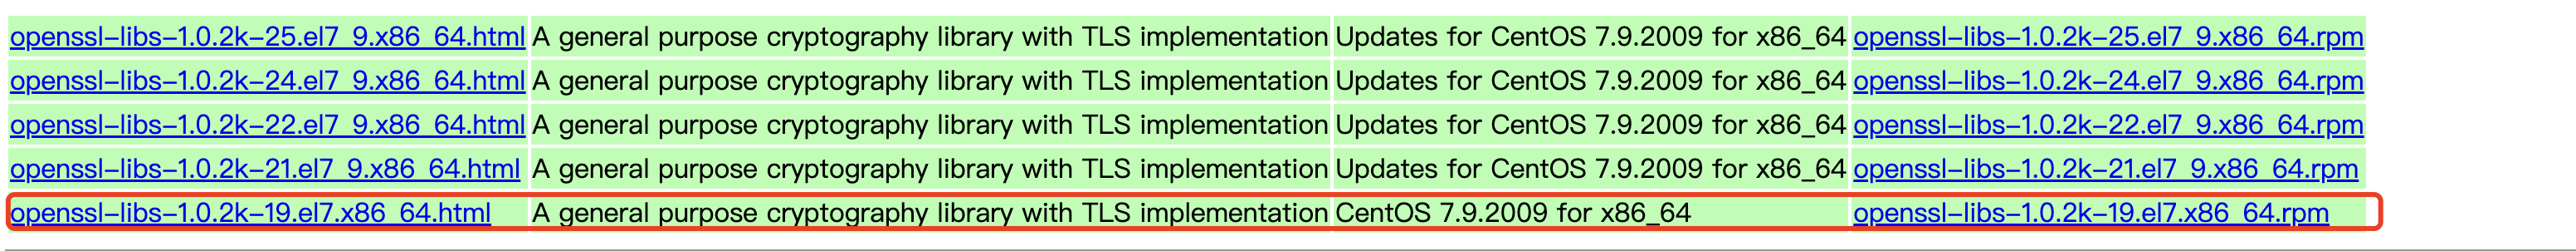 openssl-libs-1.0.2k-25.el7_9.x86_64.html A general purpose cryptography library with TLS implementation Updates for CentOS 7.9.2009 for x86_64 openssl-libs-1.0.2k-25.el7_9.x86_64.rpm
openssl-libs-1.0.2k-24.el7_9.x86_64.html A general purpose cryptography library with TLS implementation Updates for CentOS 7.9.2009 for x86_64 openssl-libs-1.0.2k-24.el7_9.x86_64.rpm
openssl-libs-1.0.2k-22.el7_9.x86_64.html A general purpose cryptography library with TLS implementation Updates for CentOS 7.9.2009 for x86_64 openssl-libs-1.0.2k-22.el7_9.x86_64.rpm
openssl-libs-1.0.2k-21.el7_9.x86_64.html A general purpose cryptography library with TLS implementation Updates for CentOS 7.9.2009 for x86_64 openssl-libs-1.0.2k-21.el7_9.x86_64.rpm
openssl-libs-1.0.2k-19.el7.x86_64.html A general purpose cryptography library with TLS implementation CentOS 7.9.2009 for x86_64 openssl-libs-1.0.2k-19.el7.x86_64.rpm